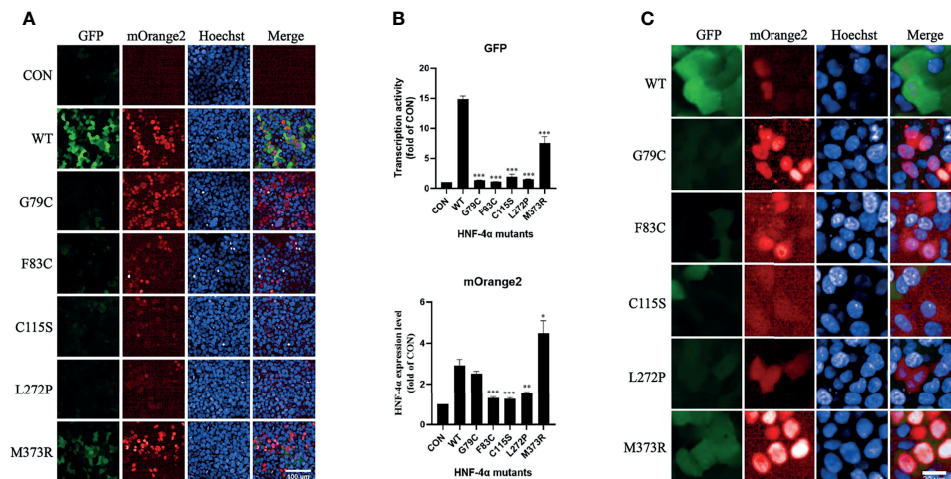 A
GFP mOrange2 Hoechst Merge
CON
WT
G79C
F83C
C115S
L272P
M373R
100 um
B
GFP
Transcription activity
(fold of CON)
20
15
10
5
0
*** *** *** *** ***
CON WT G79C F83C C115S L272P M373R
HNF-4α mutants
mOrange2
HNF-4α expression level
(fold of CON)
6
4
2
0
*** *** ** *
CON WT G79C F83C C115S L272P M373R
HNF-4α mutants
C
GFP mOrange2 Hoechst Merge
WT
G79C
F83C
C115S
L272P
M373R